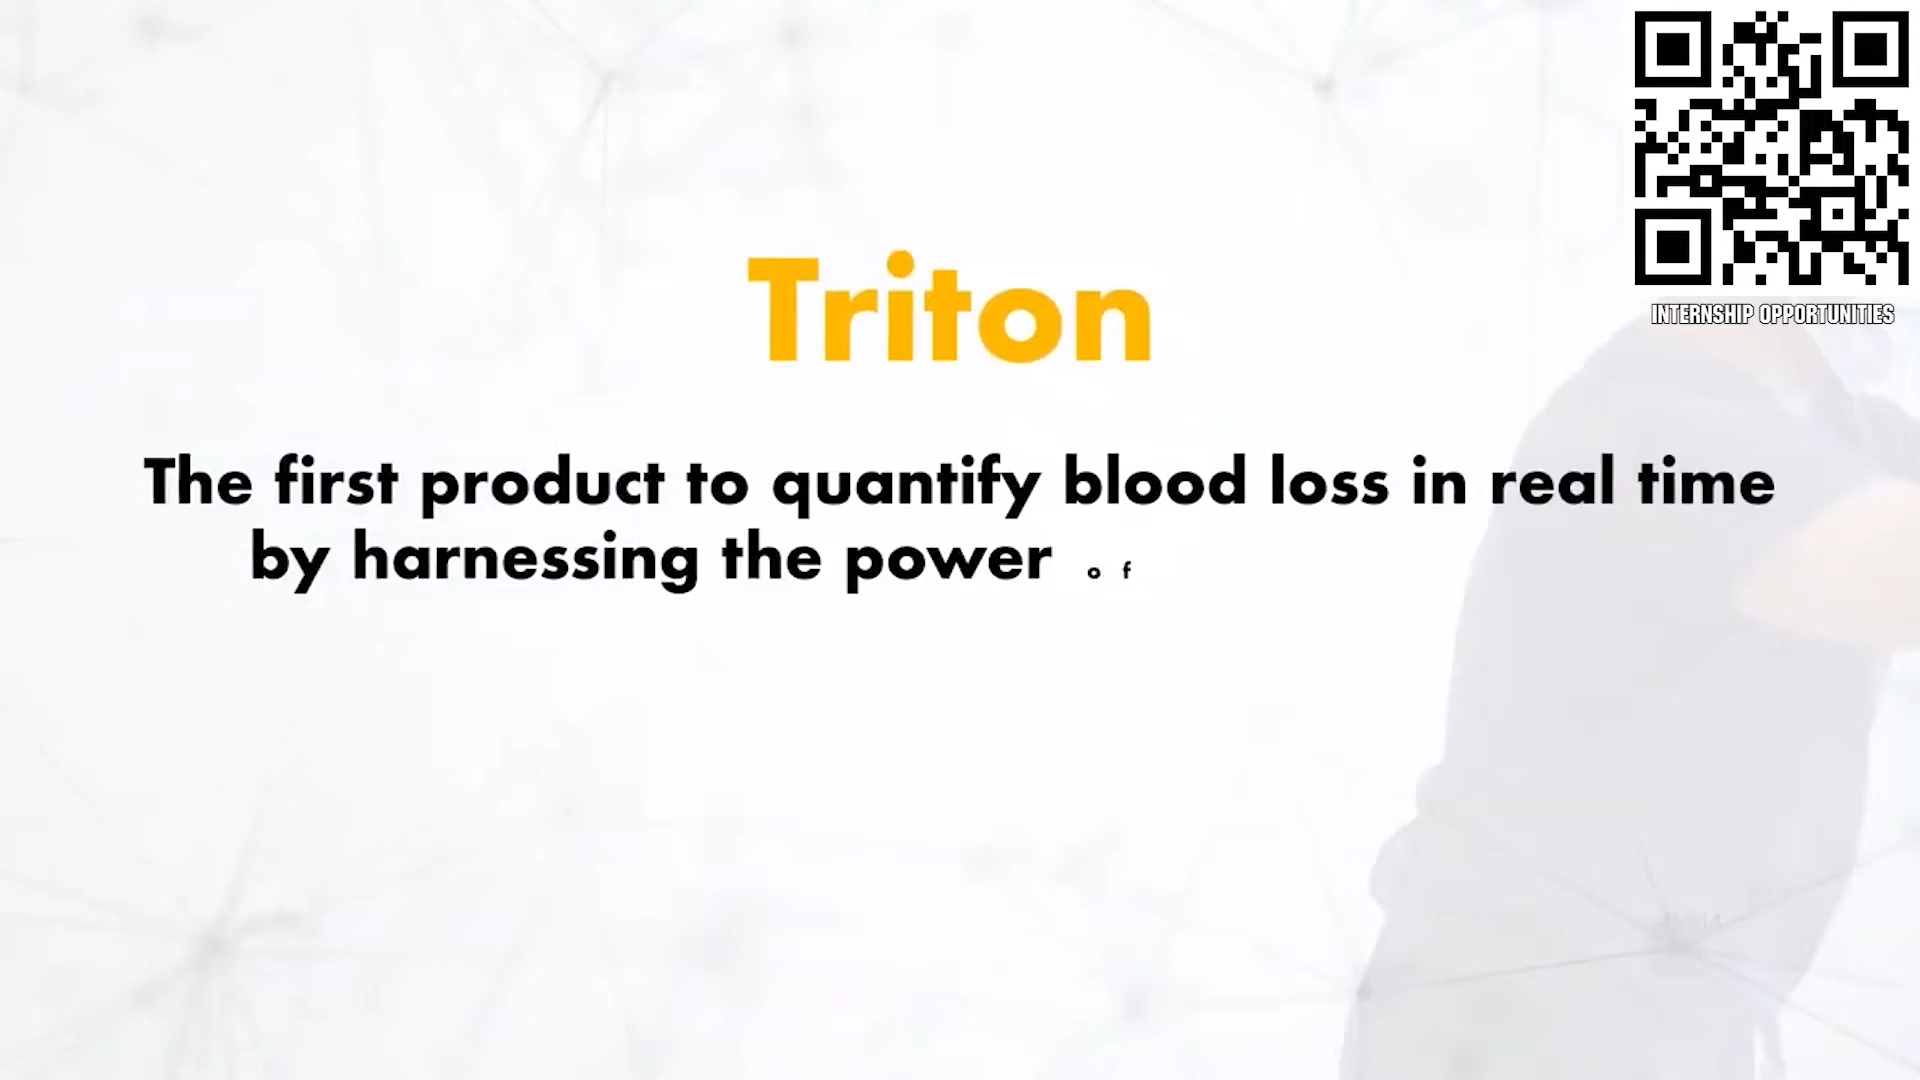 INTERNSHIP OPPORTUNITIES
Triton
The first product to quantify blood loss in real time
by harnessing the power of